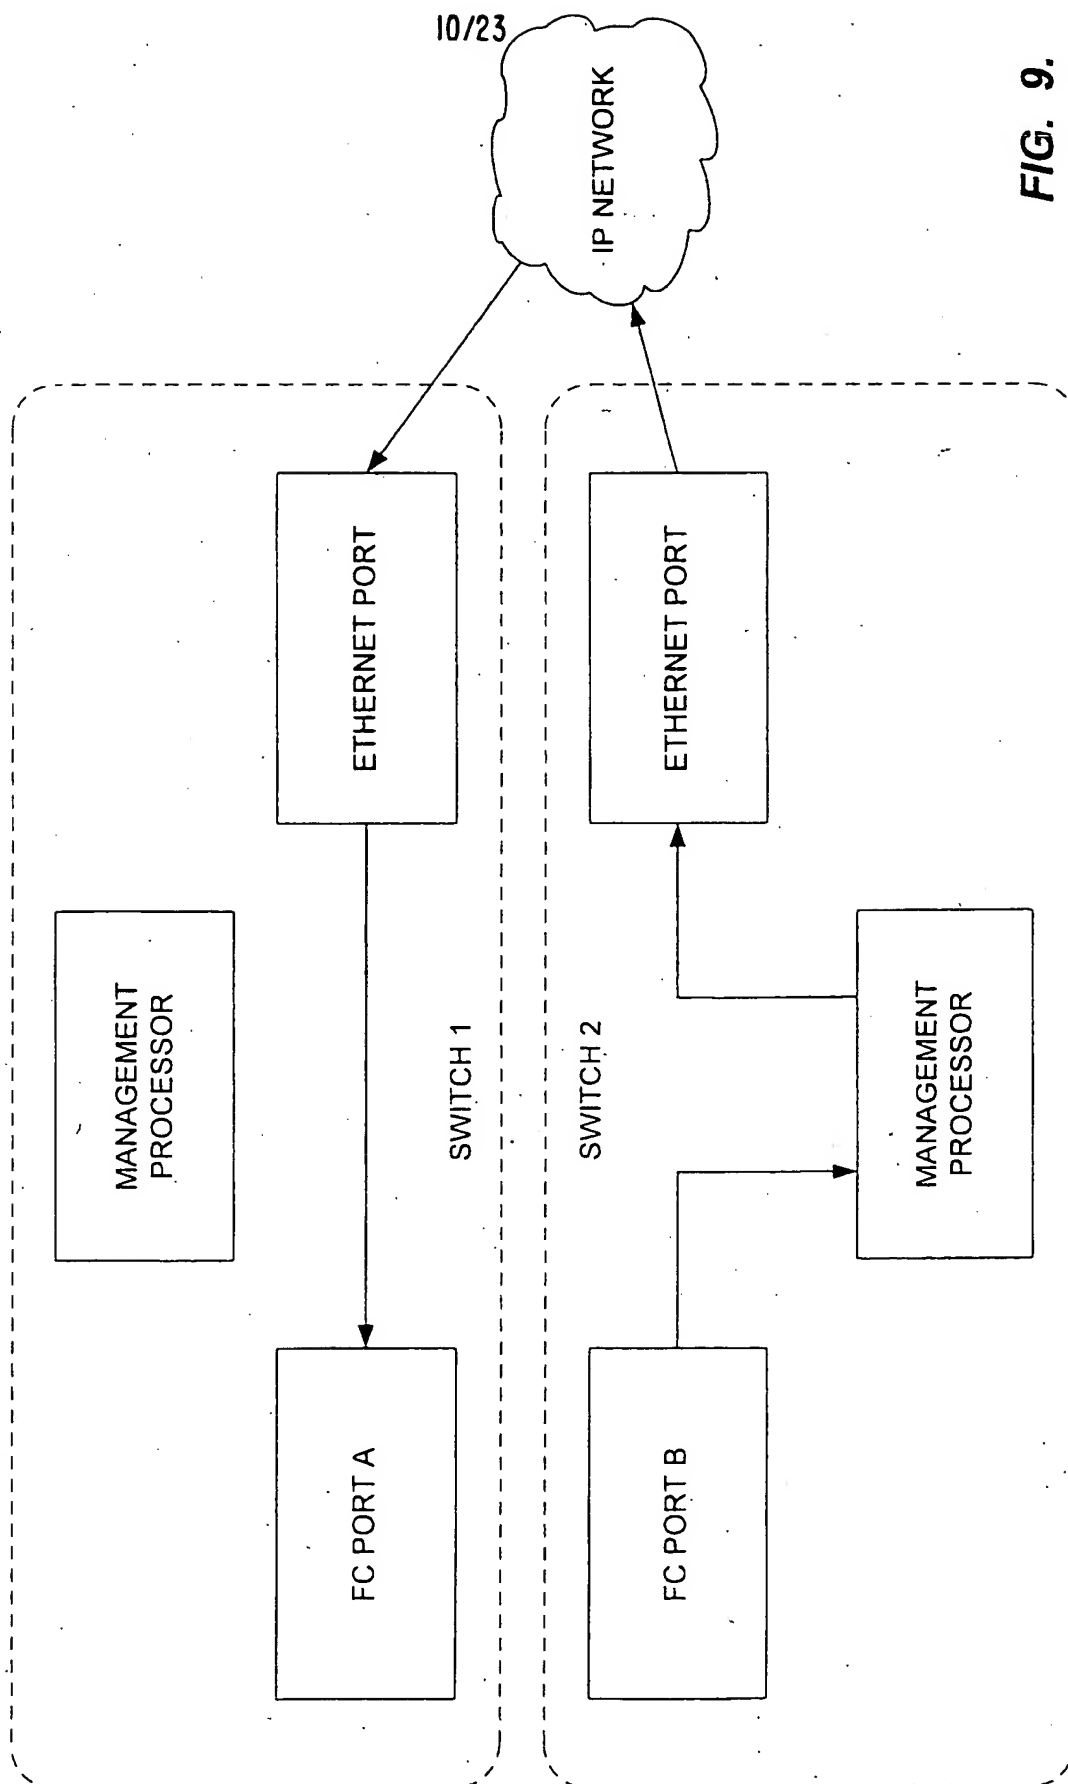 10/23
IP NETWORK
ETHERNET PORT
MANAGEMENT
PROCESSOR
FC PORT A
SWITCH 1
SWITCH 2
ETHERNET PORT
MANAGEMENT
PROCESSOR
FC PORT B
FIG. 9.